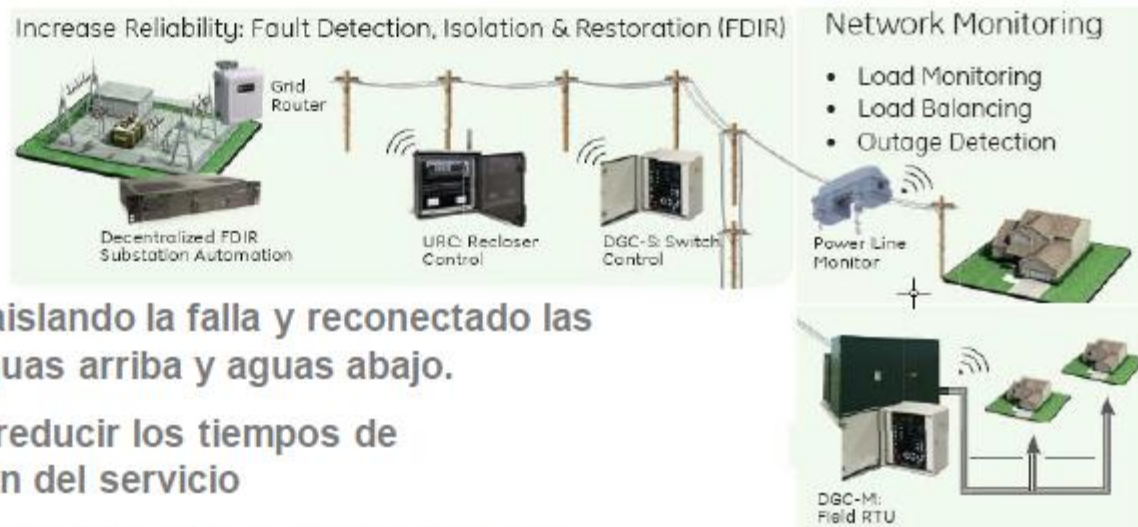 Increase Reliability: Fault Detection, Isolation & Restoration (FDIR)
Grid
Router
Decentralized FDIR
Substation Automation
URC: Recloser
Control
DGC-S: Switch
Control
Network Monitoring
• Load Monitoring
• Load Balancing
• Outage Detection
Power Line
Monitor
aislando la falla y reconectado las
uas arriba y aguas abajo.
reducir los tiempos de
n del servicio
DGC-M:
Field RTU